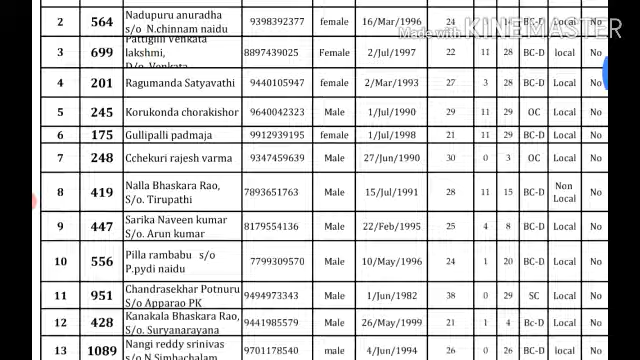 Made with KINEMASTER
2 564 Nadupuru anuradha 9398392377 female 16/Mar/1996 24 BC-D Local No
s/o N.chinnam naidu
3 699 Pattigilli Venkata 8897439025 Female 2/Jul/1997 22 11 28 BC-D local No
lakshmi,
D/o. Venkata
4 201 Ragumanda Satyavathi 9440105947 female 2/Mar/1993 27 3 28 BC-D Local No
5 245 Korukonda chorakishor 9640042323 Male 1/Jul/1990 29 11 29 OC Local No
6 175 Gullipalli padmaja 9912939195 female 1/Jul/1998 21 11 29 BC-D Local No
7 248 Cchekuri rajesh varma 9347459639 Male 27/Jun/1990 30 0 3 OC Local No
8 419 Nalla Bhaskara Rao, 7893651763 Male 15/Jul/1991 28 11 15 BC-D Non No
S/o. Tirupathi Local
9 447 Sarika Naveen kumar 8179554136 Male 22/Feb/1995 25 4 8 BC-D Local No
S/o. Arun kumar
10 556 Pilla rambabu s/o 7799309570 Male 10/May/1996 24 1 20 BC-D Local No
P.pydi naidu
11 951 Chandrasekhar Potnuru 9494973343 Male 1/Jun/1982 38 0 29 SC Local No
s/o Apparao PK
12 428 Kanakala Bhaskara Rao, 9441985579 Male 26/May/1999 21 1 4 Bc-D Local No
S/o. Suryanarayana
13 1089 Nangi reddy srinivas 9701178540 male 4/Jun/1994 26 0 26 BC-D Local No
s/o N.Simhachalam